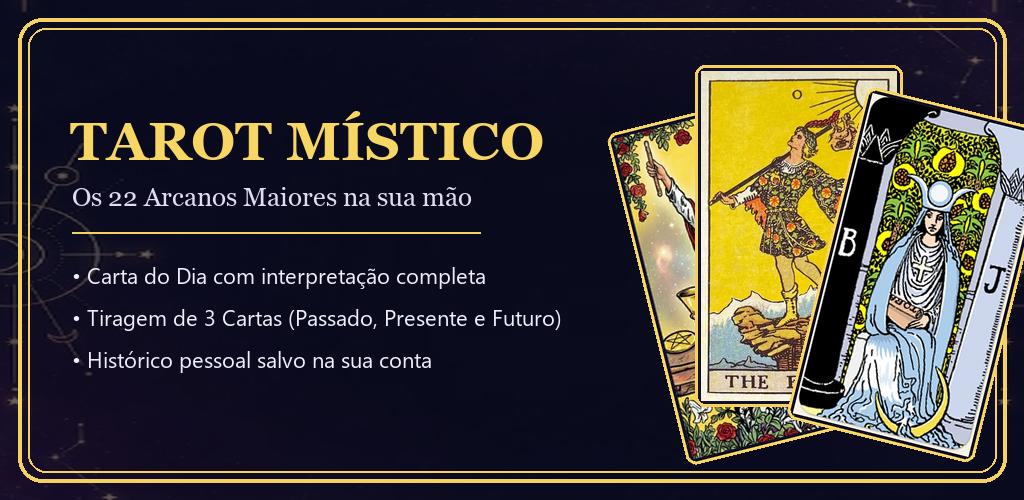 TAROT MÍSTICO
Os 22 Arcanos Maiores na sua mão
• Carta do Dia com interpretação completa
• Tiragem de 3 Cartas (Passado, Presente e Futuro)
• Histórico pessoal salvo na sua conta
O
THE
B
J